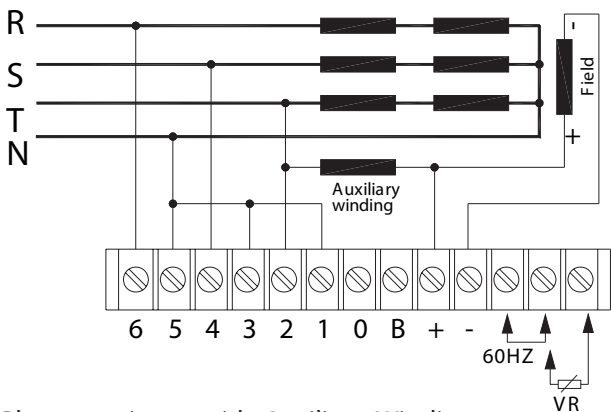 R
S
T
N
-
Field
+
Auxiliary
winding
6 5 4 3 2 1 0 B + -
60HZ
VR